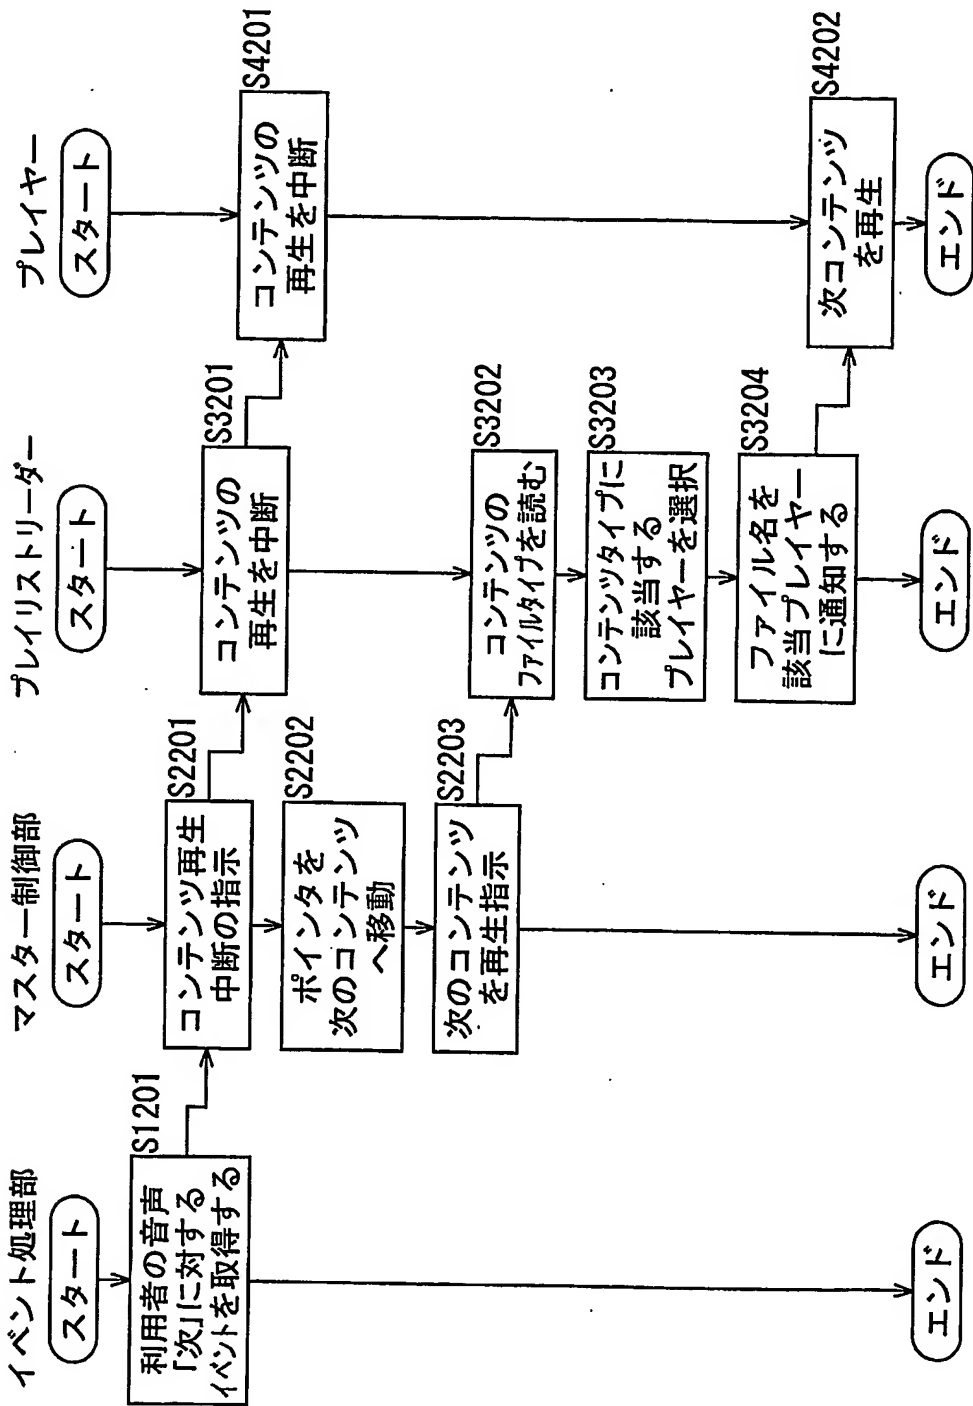 イベント処理部
スタート
利用者の音声
「次」に対する
イベントを取得する
S1201
エンド
マスター制御部
スタート
コンテンツ再生
中断の指示
S2201
ポインタを
次のコンテンツ
へ移動
S2202
次のコンテンツ
を再生指示
S2203
エンド
プレイリストリーダー
スタート
コンテンツの
再生を中断
S3201
コンテンツの
ファイルタイプを読む
S3202
コンテンツタイプに
該当する
プレイヤーを選択
S3203
ファイル名を
該当プレイヤー
に通知する
S3204
エンド
プレイヤー
スタート
コンテンツの
再生を中断
S4201
次コンテンツ
を再生
S4202
エンド